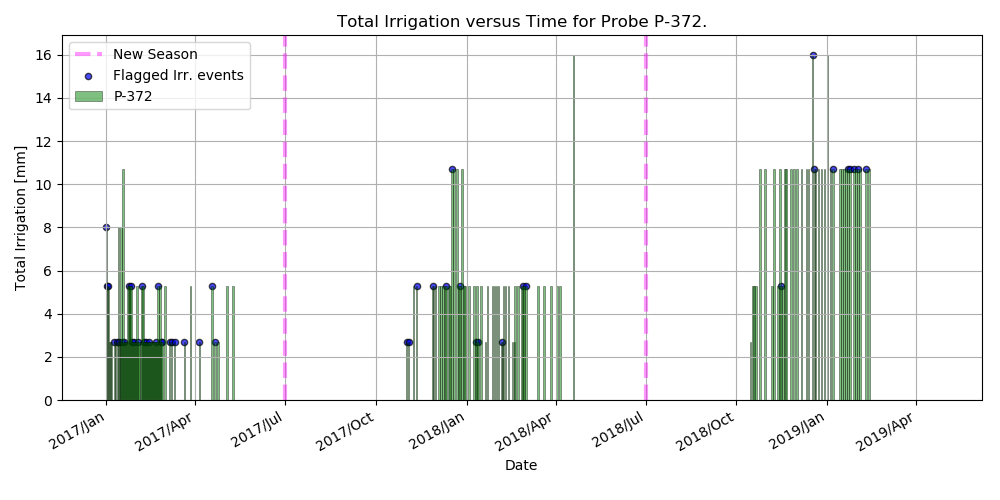 Total Irrigation versus Time for Probe P-372.
New Season
Flagged Irr. events
P-372
Total Irrigation [mm]
16
14
12
10
8
6
4
2
0
2017/Jan
2017/Apr
2017/Jul
2017/Oct
2018/Jan
2018/Apr
2018/Jul
2018/Oct
2019/Jan
2019/Apr
Date